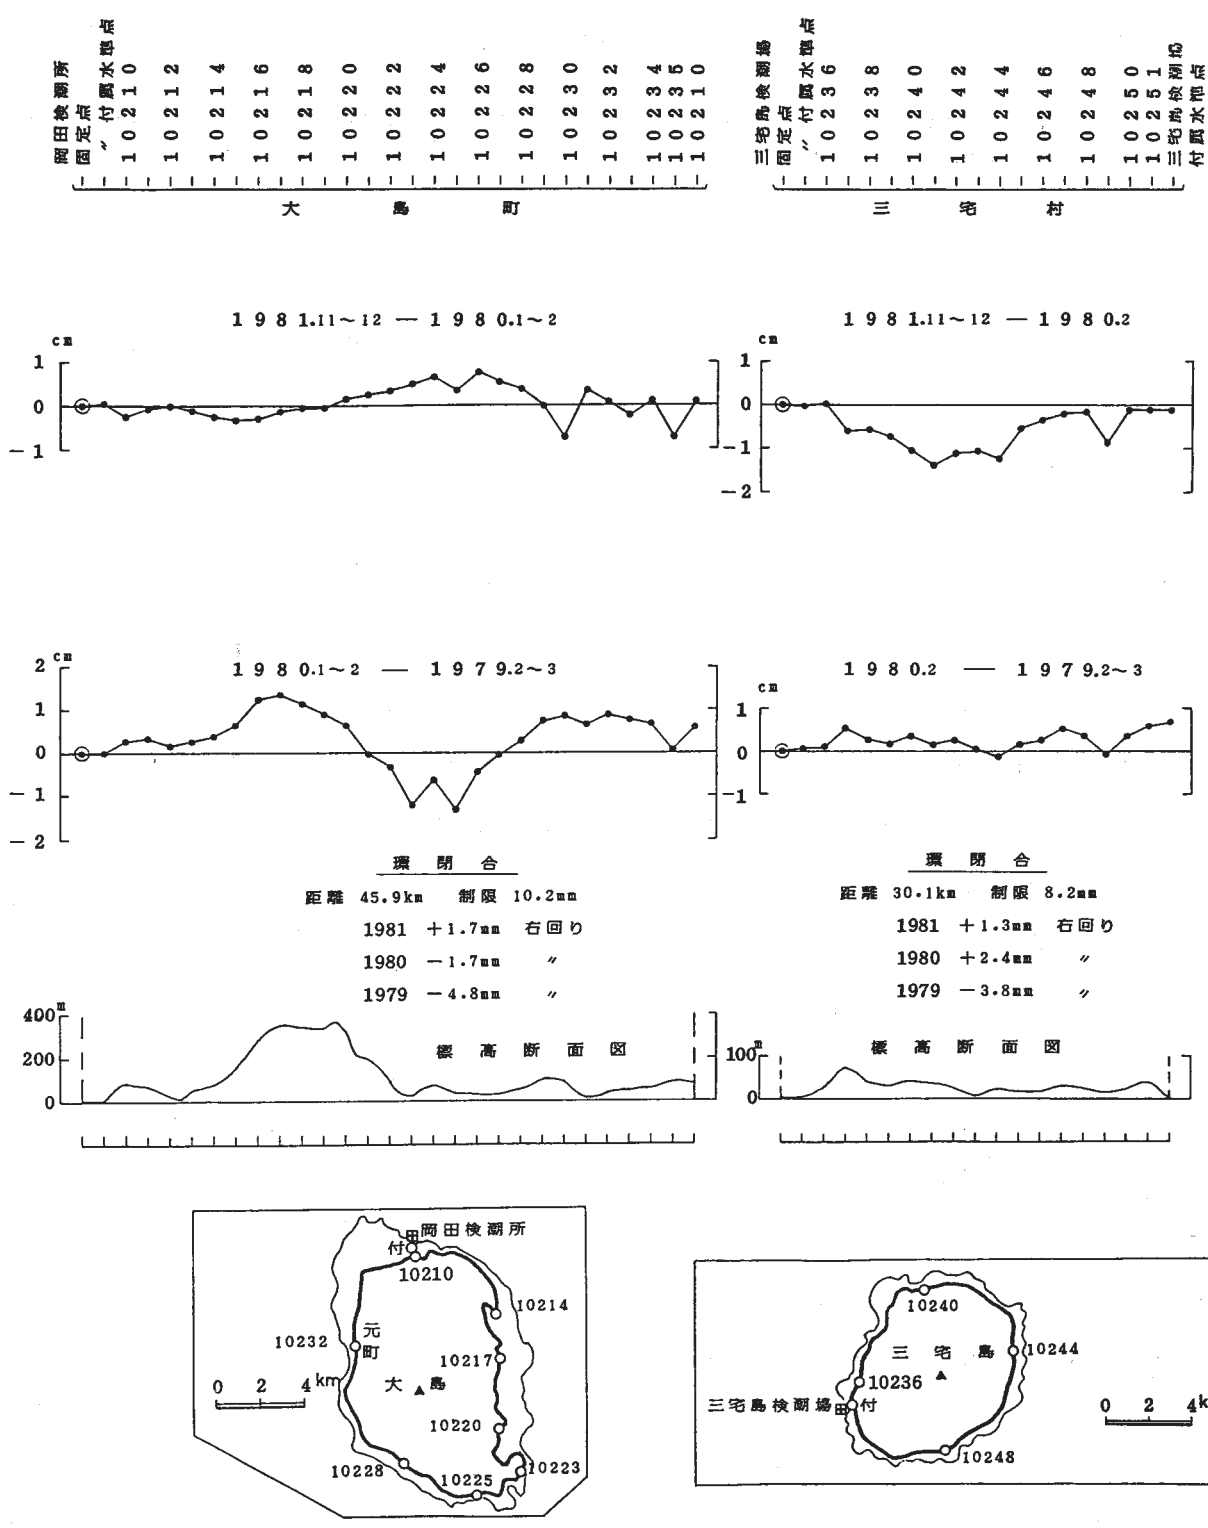 岡田検潮所
固定点
〃 付属水準点
10210
10212
10214
10216
10218
10220
10222
10224
10226
10228
10230
10232
10234
10235
10210
大島町
三宅島検潮場
固定点
〃 付属水準点
10236
10238
10240
10242
10244
10246
10248
10250
10251
三宅島検潮場
付属水準点
三宅村
1981.11~12 — 1980.1~2
cm
1
0
-1
1981.11~12 — 1980.2
cm
1
0
-1
-2
1980.1~2 — 1979.2~3
cm
2
1
0
-1
-2
1980.2 — 1979.2~3
cm
1
0
-1
環閉合
距離 45.9km 制限 10.2mm
1981 +1.7mm 右回り
1980 -1.7mm 〃
1979 -4.8mm 〃
環閉合
距離 30.1km 制限 8.2mm
1981 +1.3mm 右回り
1980 +2.4mm 〃
1979 -3.8mm 〃
400m
200
0
標高断面図
100m
0
標高断面図
岡田検潮所
付
10210
10214
10232
元町
10217
大島
0 2 4km
10220
10228
10225
10223
10240
三宅島
10244
10236
三宅島検潮場 付
0 2 4k
10248